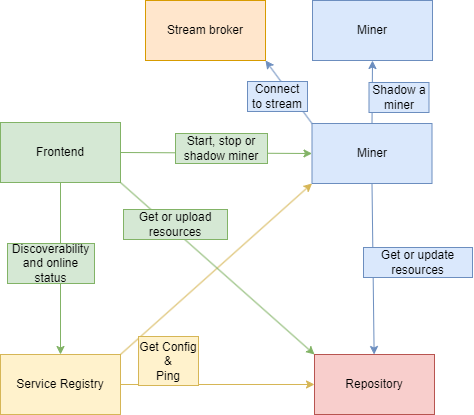 Stream broker
Miner
Connect
to stream
Shadow a
miner
Frontend
Start, stop or
shadow miner
Miner
Get or upload
resources
Discoverability
and online
status
Get or update
resources
Get Config
&
Ping
Service Registry
Repository